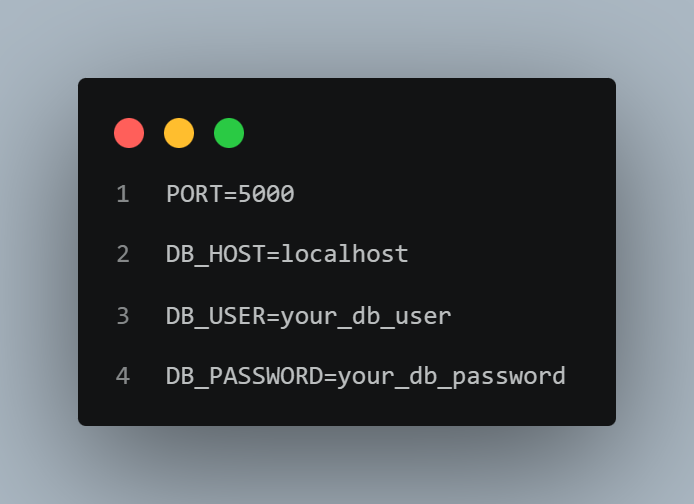 1 PORT=5000
2 DB_HOST=localhost
3 DB_USER=your_db_user
4 DB_PASSWORD=your_db_password